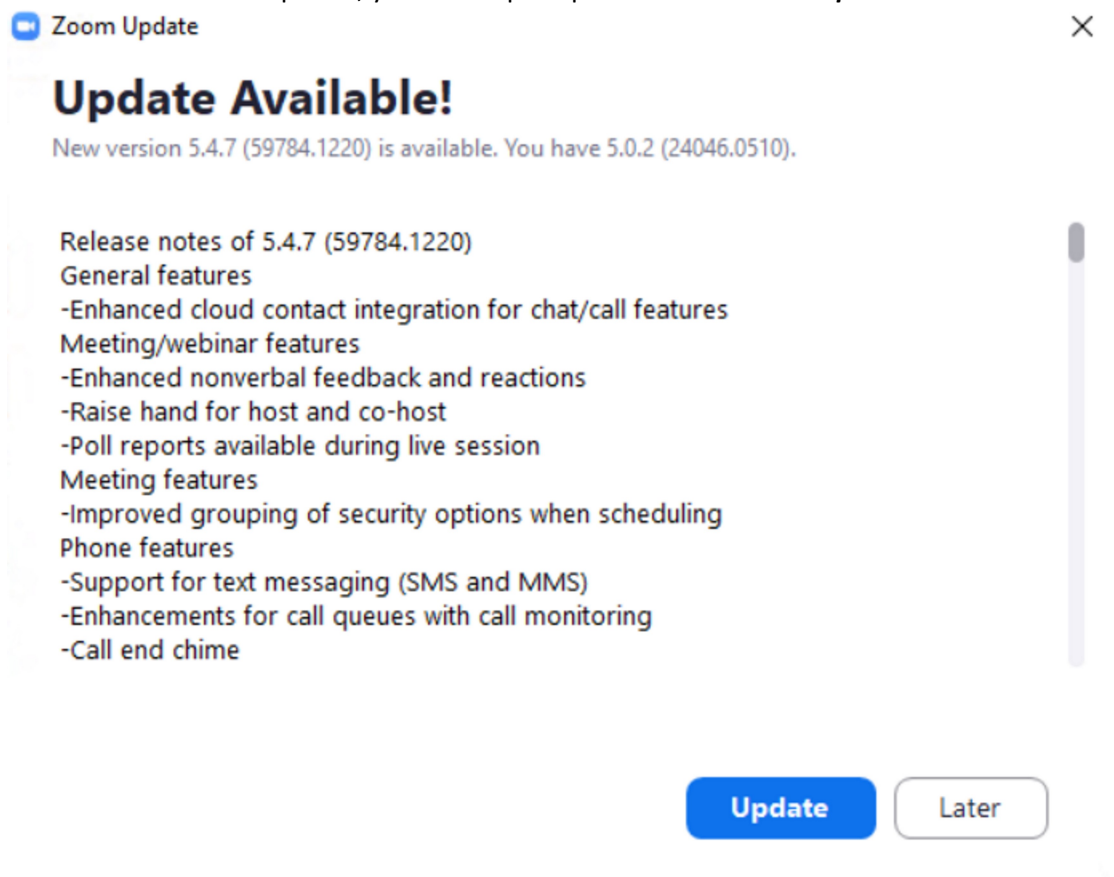 Zoom Update
Update Available!
New version 5.4.7 (59784.1220) is available. You have 5.0.2 (24046.0510).
Release notes of 5.4.7 (59784.1220)
General features
-Enhanced cloud contact integration for chat/call features
Meeting/webinar features
-Enhanced nonverbal feedback and reactions
-Raise hand for host and co-host
-Poll reports available during live session
Meeting features
-Improved grouping of security options when scheduling
Phone features
-Support for text messaging (SMS and MMS)
-Enhancements for call queues with call monitoring
-Call end chime
Update
Later